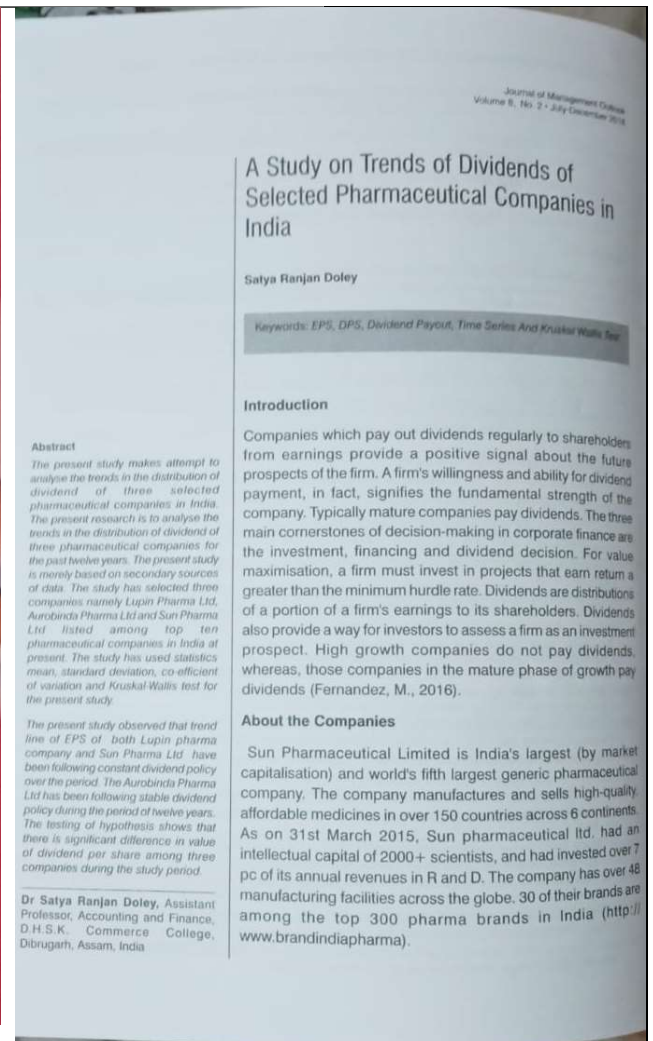 Journal of Management Outlook
Volume 8, No. 2 • July-December 2018
A Study on Trends of Dividends of
Selected Pharmaceutical Companies in
India
Satya Ranjan Doley
Keywords: EPS, DPS, Dividend Payout, Time Series And Kruskal Wallis Test
Abstract
The present study makes attempt to
analyse the trends in the distribution of
dividend of three selected
pharmaceutical companies in India.
The present research is to analyse the
trends in the distribution of dividend of
three pharmaceutical companies for
the past twelve years. The present study
is merely based on secondary sources
of data. The study has selected three
companies namely Lupin Pharma Ltd,
Aurobinda Pharma Ltd and Sun Pharma
Ltd listed among top ten
pharmaceutical companies in India at
present. The study has used statistics
mean, standard deviation, co-efficient
of variation and Kruskal-Wallis test for
the present study.
The present study observed that trend
line of EPS of both Lupin pharma
company and Sun Pharma Ltd have
been following constant dividend policy
over the period. The Aurobinda Pharma
Ltd has been following stable dividend
policy during the period of twelve years.
The testing of hypothesis shows that
there is significant difference in value
of dividend per share among three
companies during the study period.
Dr Satya Ranjan Doley, Assistant
Professor, Accounting and Finance,
D.H.S.K. Commerce College,
Dibrugarh, Assam, India
Introduction
Companies which pay out dividends regularly to shareholders
from earnings provide a positive signal about the future
prospects of the firm. A firm's willingness and ability for dividend
payment, in fact, signifies the fundamental strength of the
company. Typically mature companies pay dividends. The three
main cornerstones of decision-making in corporate finance are
the investment, financing and dividend decision. For value
maximisation, a firm must invest in projects that earn return a
greater than the minimum hurdle rate. Dividends are distributions
of a portion of a firm's earnings to its shareholders. Dividends
also provide a way for investors to assess a firm as an investment
prospect. High growth companies do not pay dividends,
whereas, those companies in the mature phase of growth pay
dividends (Fernandez, M., 2016).
About the Companies
Sun Pharmaceutical Limited is India's largest (by market
capitalisation) and world's fifth largest generic pharmaceutical
company. The company manufactures and sells high-quality,
affordable medicines in over 150 countries across 6 continents.
As on 31st March 2015, Sun pharmaceutical ltd. had an
intellectual capital of 2000+ scientists, and had invested over 7
pc of its annual revenues in R and D. The company has over 48
manufacturing facilities across the globe. 30 of their brands are
among the top 300 pharma brands in India (http://
www.brandindiapharma).